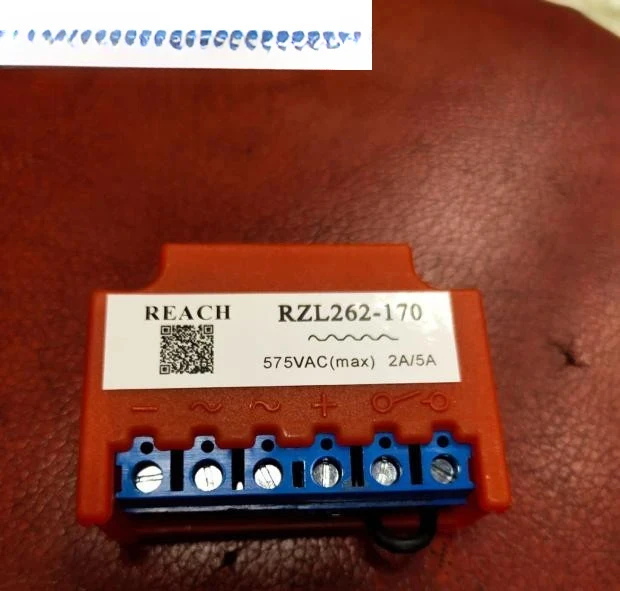 REACH RZL262-170
575VAC(max) 2A/5A
− ~ ~ +